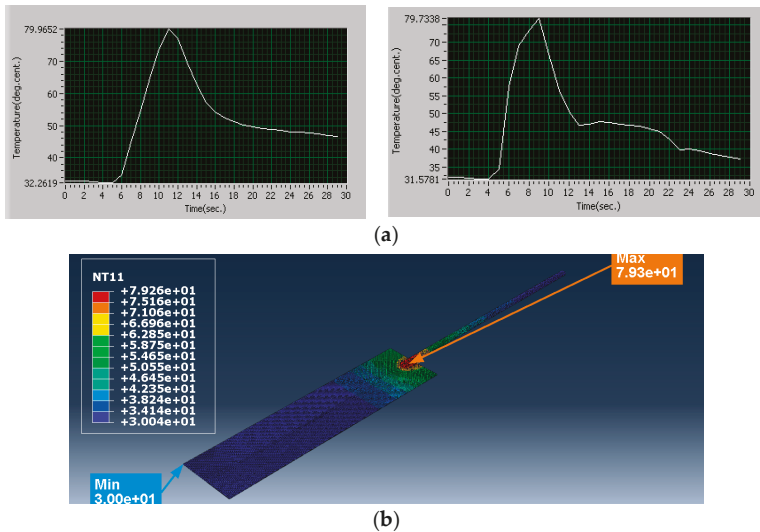 79.9652
70
60
50
40
32.2619
Temperature(deg.cent.)
0 2 4 6 8 10 12 14 16 18 20 22 24 26 28 30
Time(sec.)
79.7338
70
65
60
55
50
45
40
35
31.5781
Temperature(deg.cent.)
0 2 4 6 8 10 12 14 16 18 20 22 24 26 28 30
Time(sec.)
(a)
NT11
+7.926e+01
+7.516e+01
+7.106e+01
+6.696e+01
+6.285e+01
+5.875e+01
+5.465e+01
+5.055e+01
+4.645e+01
+4.235e+01
+3.824e+01
+3.414e+01
+3.004e+01
Max
7.93e+01
Min
3.00e+01
(b)